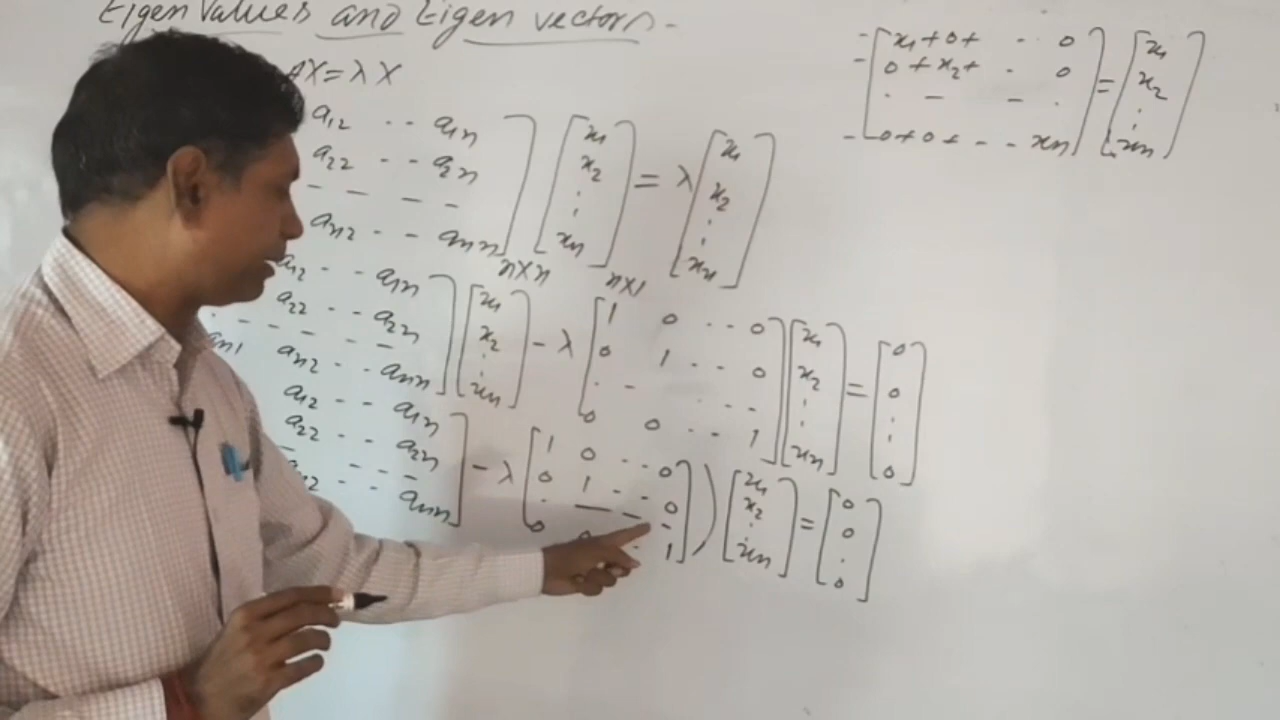 Eigen Values and Eigen vectors -
AX = λ X
a12 - - a1n ] [ x1 ] = λ [ x1 ]
a22 - - a2n ] [ x2 ] [ x2 ]
- - - - ] [ : ] [ : ]
an2 - - ann ] [ xn ] [ xn ]
n×n n×1
a12 - - a1n ] [ x1 ] - λ [ 1 0 - - 0 ] [ x1 ] = [ 0 ]
a22 - - a2n ] [ x2 ] [ 0 1 - - 0 ] [ x2 ] [ 0 ]
- - - - - ] [ : ] [ - - - - ] [ : ] [ : ]
an1 an2 - - ann ] [ xn ] [ 0 0 - - 1 ] [ xn ] [ 0 ]
a12 - - a1n ] - λ [ 1 0 - - 0 ] ) [ x1 ] = [ 0 ]
a22 - - a2n ] [ 0 1 - - 0 ] [ x2 ] [ 0 ]
- - - - ] [ . - - - ] [ : ] [ . ]
- - ann ] [ 0 0 - 1 ] [ xn ] [ 0 ]
- [ x1 + 0 + - - 0 ] = [ x1 ]
- [ 0 + x2 + - 0 ] [ x2 ]
[ . - - . ] [ : ]
- [ 0 + 0 + - - xn ] [ xn ]